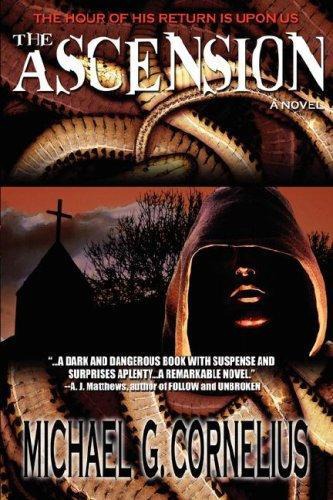 THE HOUR OF HIS RETURN IS UPON US
THE ASCENSION
A NOVEL
"...A DARK AND DANGEROUS BOOK WITH SUSPENSE AND
SURPRISES APLENTY...A REMARKABLE NOVEL."
--A. J. Matthews, author of FOLLOW and UNBROKEN
MICHAEL G. CORNELIUS